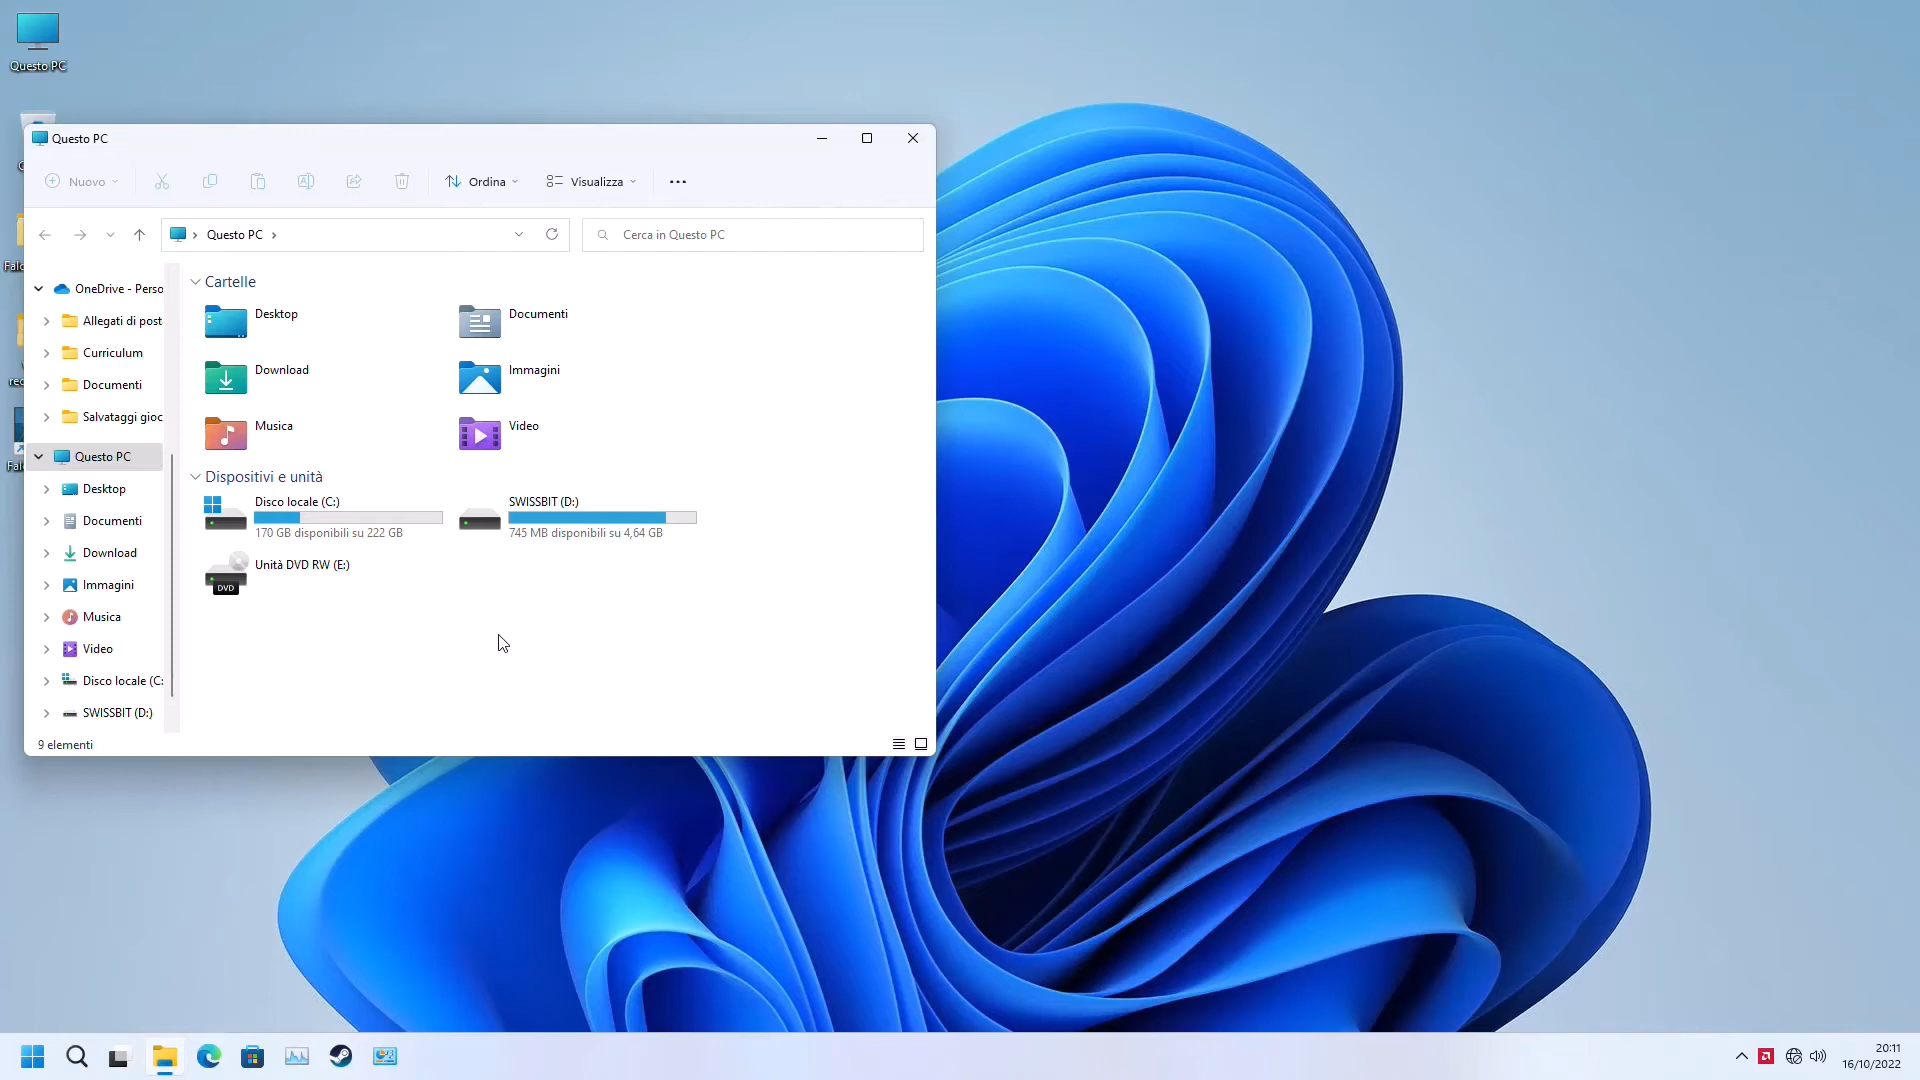 Questo PC
Questo PC
Nuovo
Ordina
Visualizza
Questo PC
Cerca in Questo PC
OneDrive - Perso
Allegati di post
Curriculum
Documenti
Salvataggi gioc
Questo PC
Desktop
Documenti
Download
Immagini
Musica
Video
Disco locale (C:
SWISSBIT (D:)
Cartelle
Desktop
Documenti
Download
Immagini
Musica
Video
Dispositivi e unità
Disco locale (C:)
170 GB disponibili su 222 GB
SWISSBIT (D:)
745 MB disponibili su 4,64 GB
DVD
Unità DVD RW (E:)
9 elementi
20:11
16/10/2022